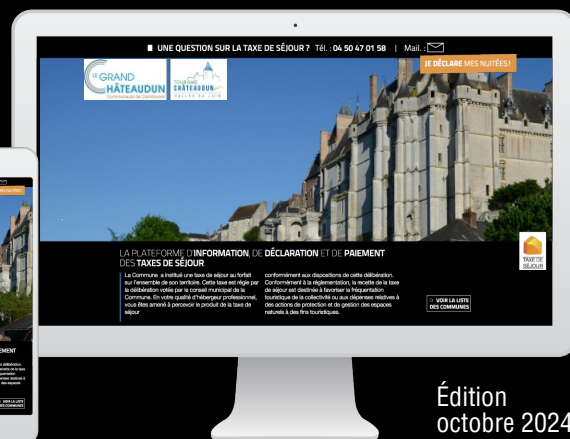 UNE QUESTION SUR LA TAXE DE SÉJOUR ? Tél. : 04 50 47 01 58 | Mail. :
JE DÉCLARE MES NUITÉES !
LE GRAND
CHÂTEAUDUN
Communauté de Communes
TOURISME
CHÂTEAUDUN
VALLÉE DU LOIR
LA PLATEFORME D'INFORMATION, DE DÉCLARATION ET DE PAIEMENT
DES TAXES DE SÉJOUR
La Commune a institué une taxe de séjour au forfait
sur l'ensemble de son territire. Cette taxe est régie par
la délibération votée par le conseil municipal de la
Commune. En votre qualité d'hébergeur professionnel,
vous êtes amené à percevoir le produit de la taxe de
séjour
conformément aux dispositions de cette délibération.
Conformément à la réglementation, la recette de la taxe
de séjour est destinée à favoriser la fréquentation
touristique de la collectivité ou aux dépenses relatives à
des actions de protection et de gestion des espaces
naturels à des fins touristiques.
VOIR LA LISTE
DES COMMUNES
TAXE DE
SÉJOUR
Édition
octobre 2024